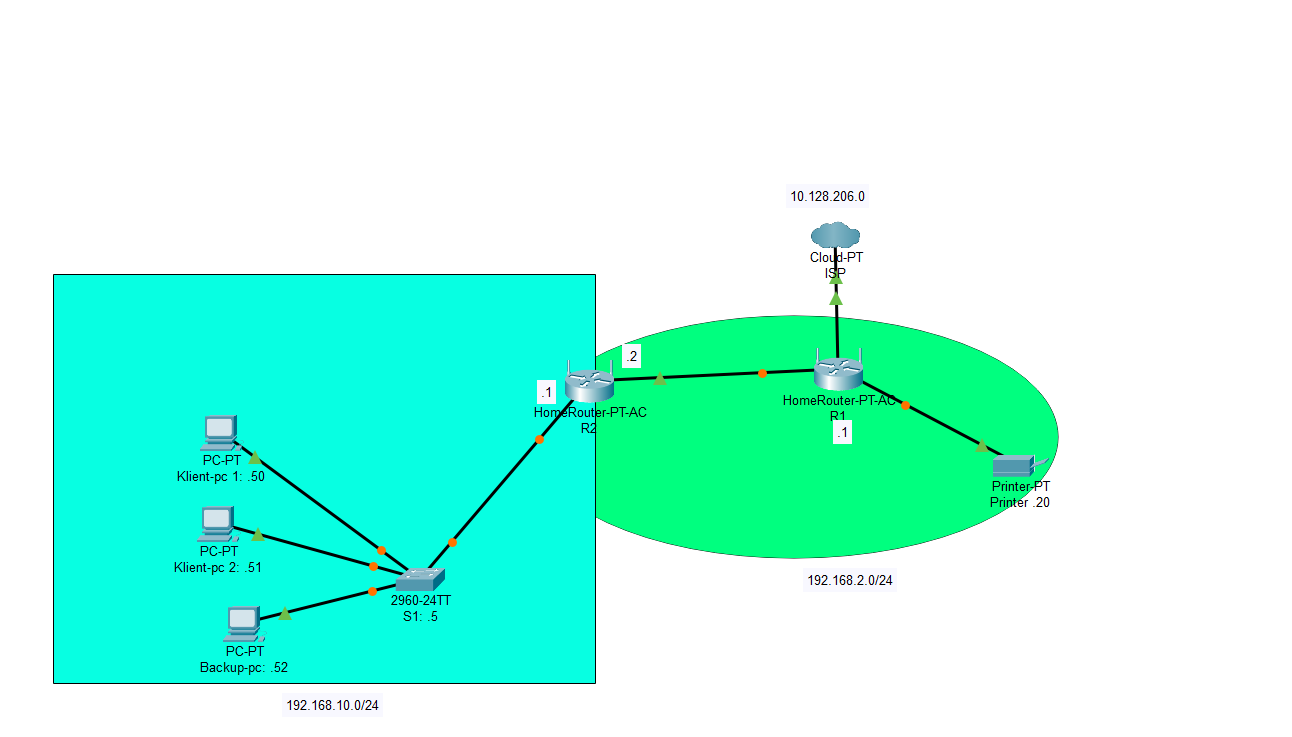 10.128.206.0
Cloud-PT
ISP
.2
.1
HomeRouter-PT-AC
R2
HomeRouter-PT-AC
R1
.1
PC-PT
Klient-pc 1: .50
Printer-PT
Printer .20
PC-PT
Klient-pc 2: .51
192.168.2.0/24
2960-24TT
S1: .5
PC-PT
Backup-pc: .52
192.168.10.0/24